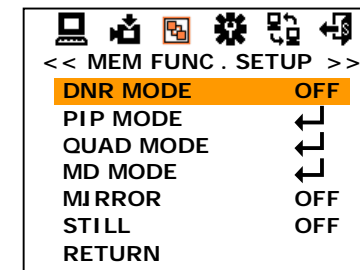 << MEM FUNC . SETUP >>
DNR MODE OFF
PIP MODE ↵
QUAD MODE ↵
MD MODE ↵
MIRROR OFF
STILL OFF
RETURN